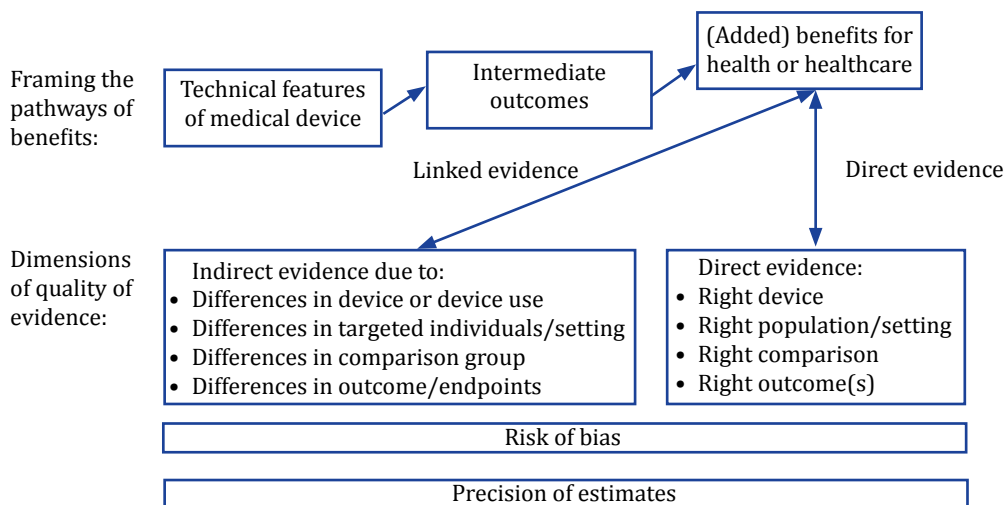 Framing the
pathways of
benefits:
Technical features
of medical device
Intermediate
outcomes
(Added) benefits for
health or healthcare
Linked evidence
Direct evidence
Dimensions
of quality of
evidence:
Indirect evidence due to:
• Differences in device or device use
• Differences in targeted individuals/setting
• Differences in comparison group
• Differences in outcome/endpoints
Direct evidence:
• Right device
• Right population/setting
• Right comparison
• Right outcome(s)
Risk of bias
Precision of estimates